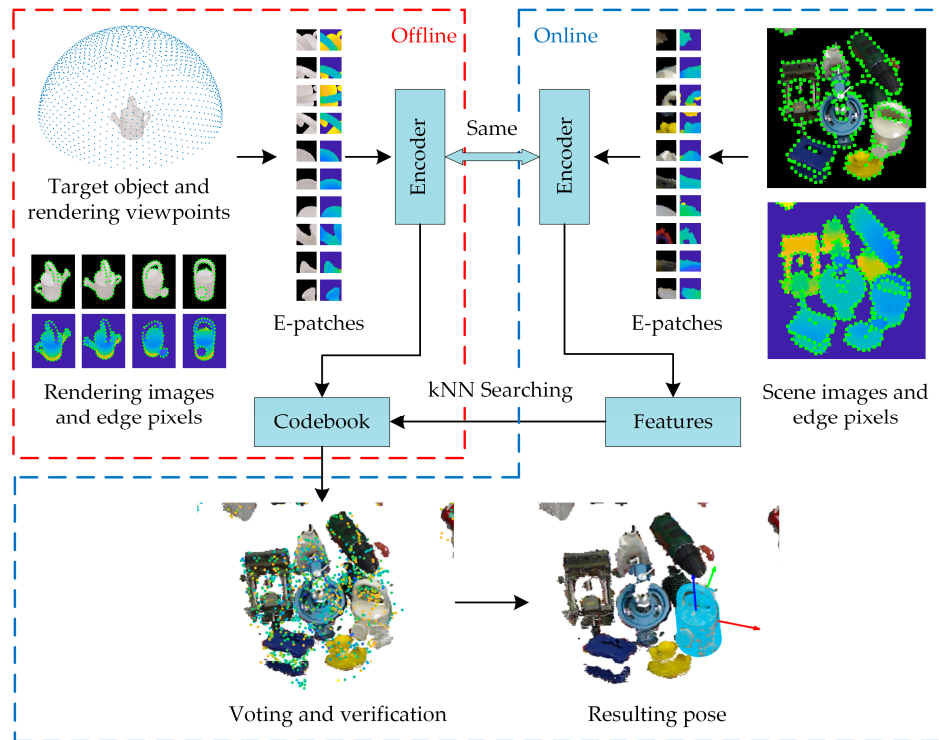 Offline
Online
Encoder
Same
Encoder
Target object and
rendering viewpoints
E-patches
E-patches
Rendering images
and edge pixels
kNN Searching
Scene images and
edge pixels
Codebook
Features
Voting and verification
Resulting pose